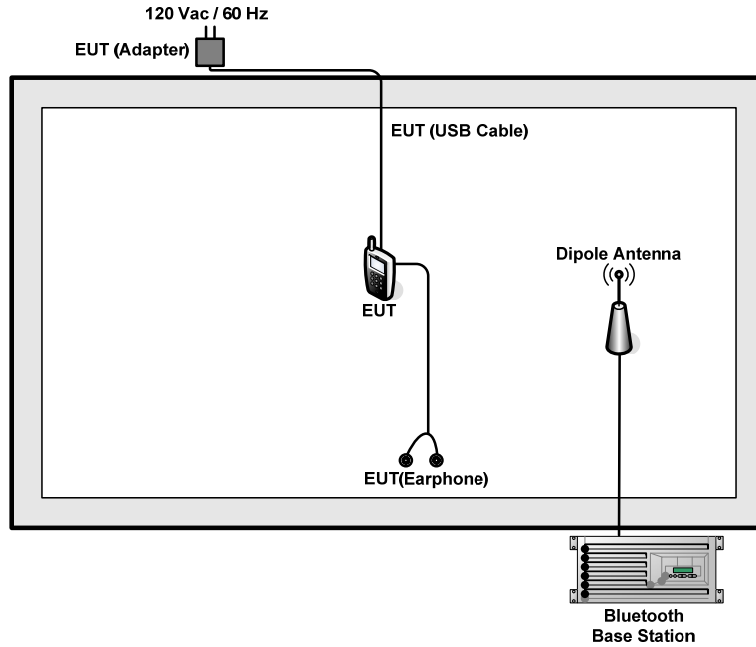 120 Vac / 60 Hz
EUT (Adapter)
EUT (USB Cable)
Dipole Antenna
EUT
EUT(Earphone)
Bluetooth
Base Station